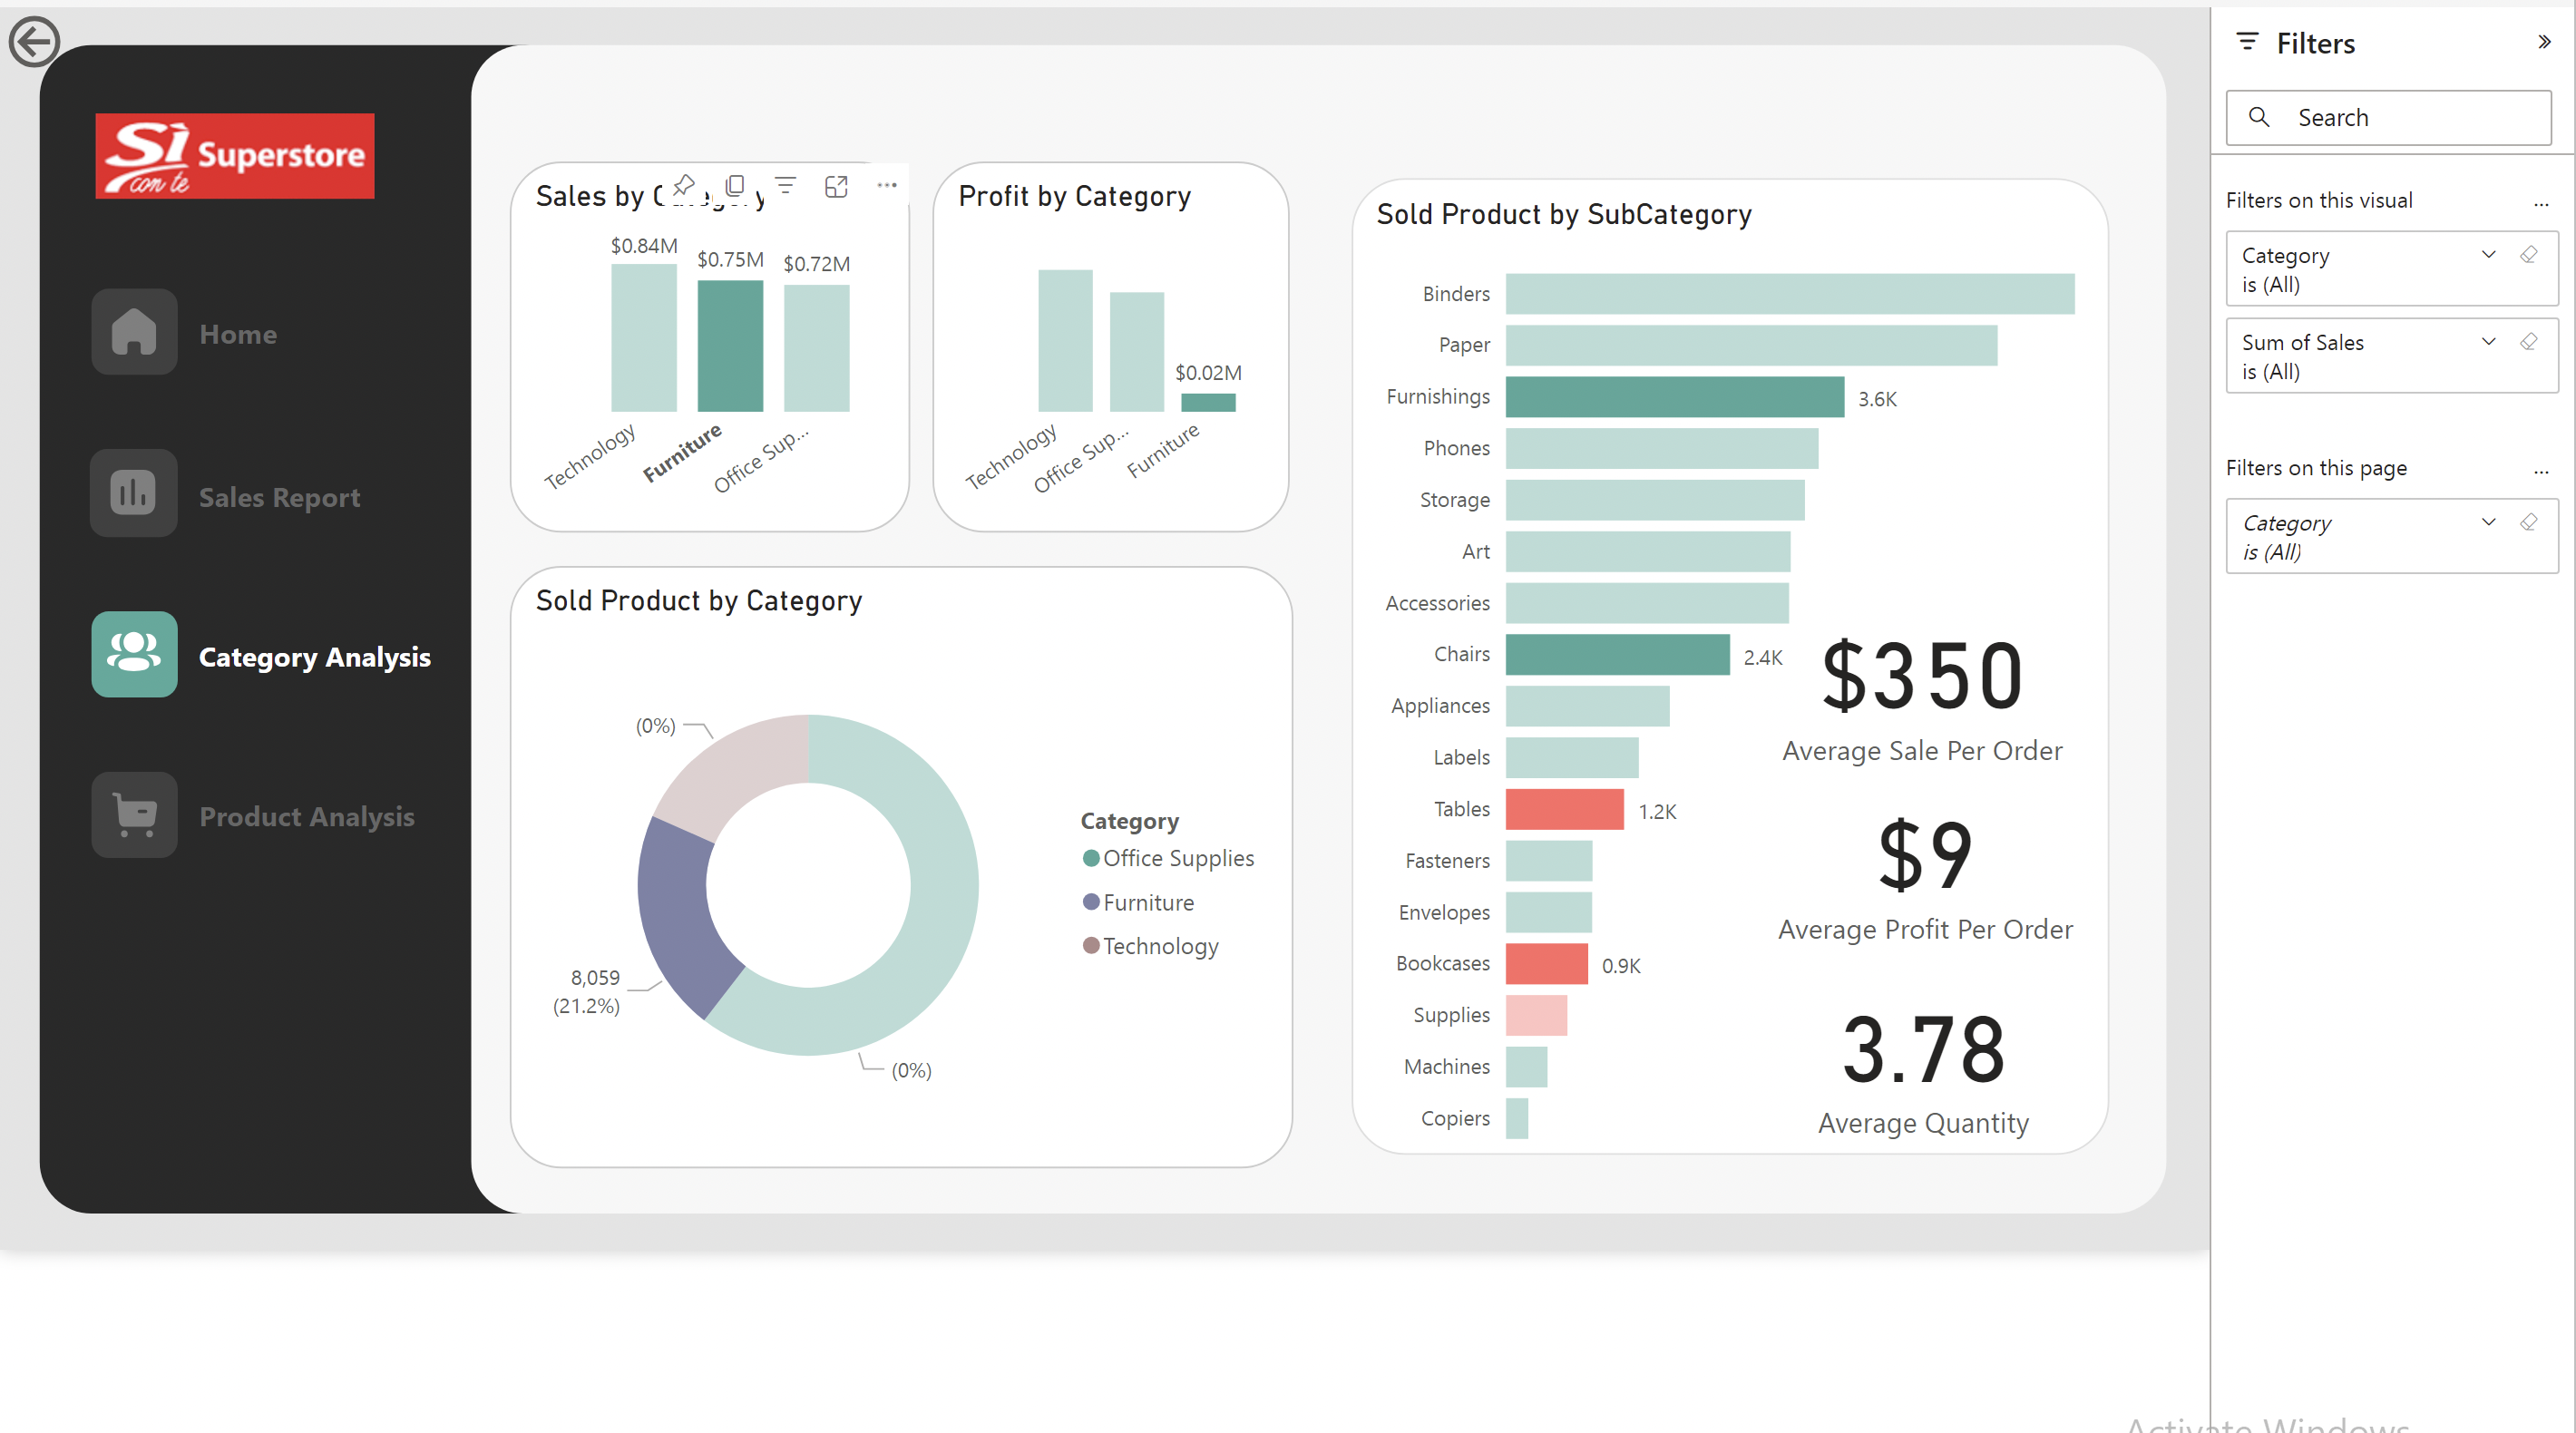 Sì
con te
Superstore
Home
Sales Report
Category Analysis
Product Analysis
Sales by Category
$0.84M
$0.75M
$0.72M
Technology
Furniture
Office Sup...
Profit by Category
$0.02M
Technology
Office Sup...
Furniture
Sold Product by Category
(0%)
8,059
(21.2%)
(0%)
Category
Office Supplies
Furniture
Technology
Sold Product by SubCategory
Binders
Paper
Furnishings 3.6K
Phones
Storage
Art
Accessories
Chairs 2.4K
Appliances
Labels
Tables 1.2K
Fasteners
Envelopes
Bookcases 0.9K
Supplies
Machines
Copiers
$350
Average Sale Per Order
$9
Average Profit Per Order
3.78
Average Quantity
Filters
Search
Filters on this visual ...
Category
is (All)
Sum of Sales
is (All)
Filters on this page ...
Category
is (All)
Activate Windows